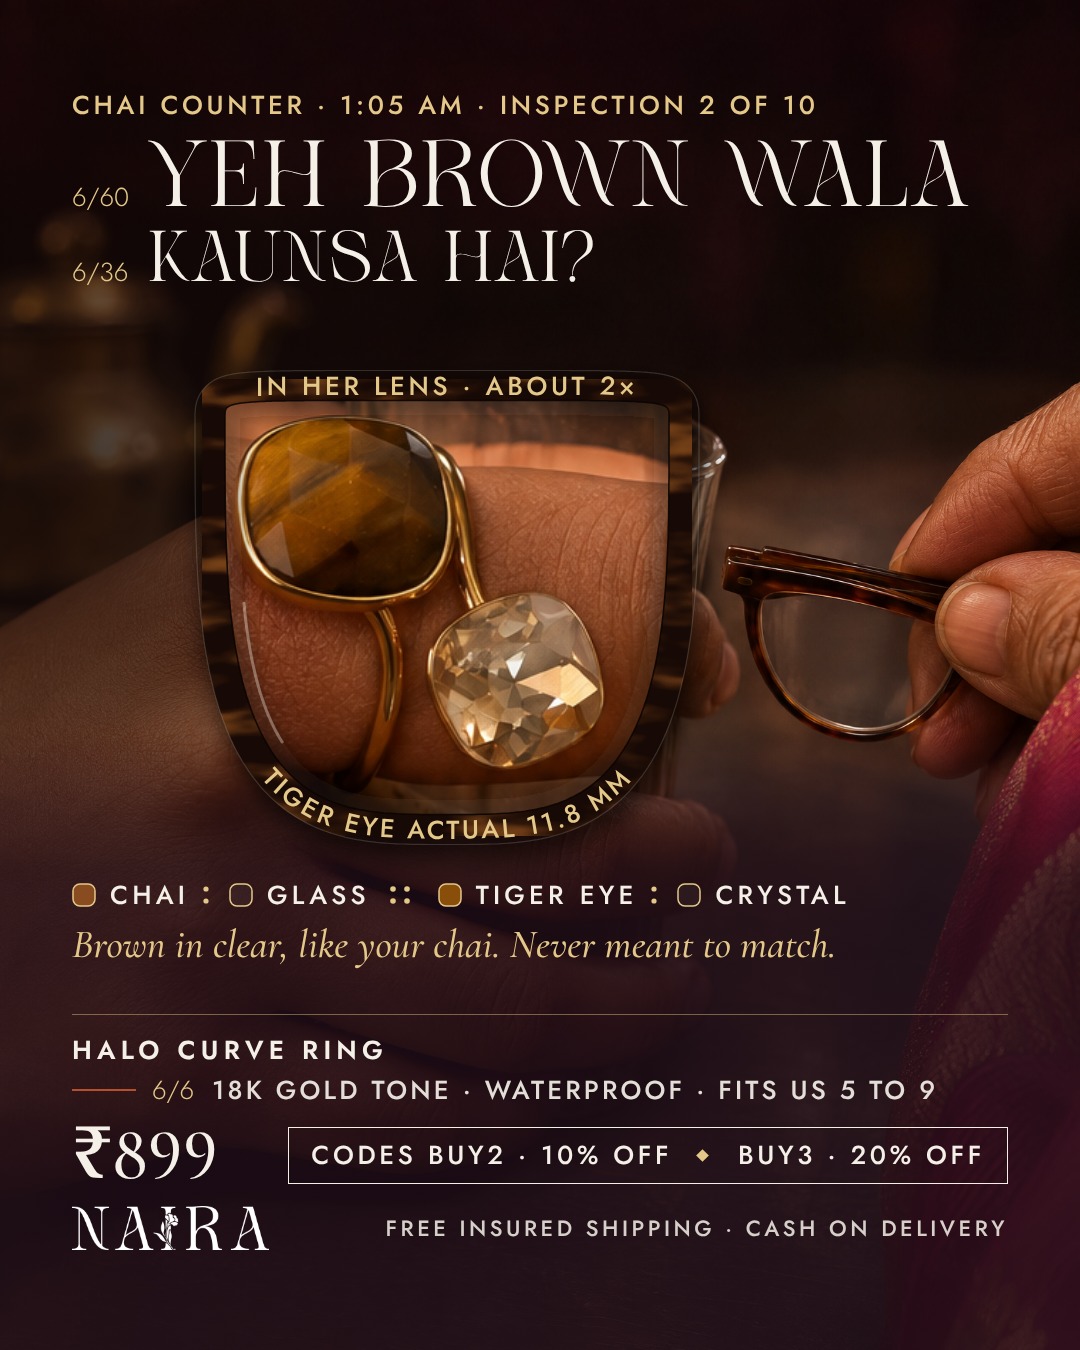 CHAI COUNTER · 1:05 AM · INSPECTION 2 OF 10
6/60 YEH BROWN WALA
6/36 KAUNSA HAI?
IN HER LENS · ABOUT 2×
TIGER EYE ACTUAL 11.8 MM
CHAI : GLASS :: TIGER EYE : CRYSTAL
Brown in clear, like your chai. Never meant to match.
HALO CURVE RING
6/6 18K GOLD TONE · WATERPROOF · FITS US 5 TO 9
₹899 CODES BUY2 · 10% OFF ◆ BUY3 · 20% OFF
NAIRA FREE INSURED SHIPPING · CASH ON DELIVERY